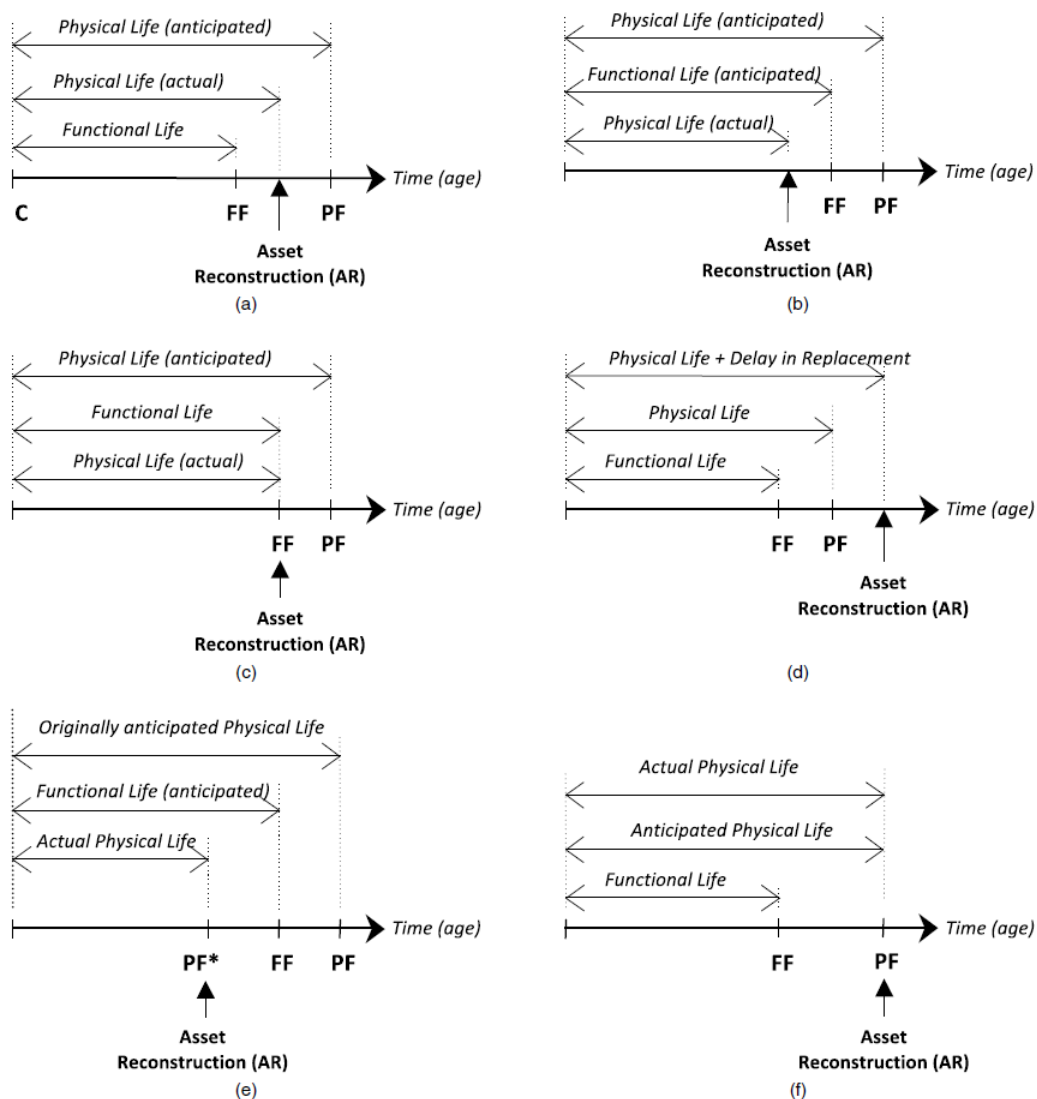 Physical Life (anticipated)
Physical Life (actual)
Functional Life
Time (age)
C
FF
PF
Asset
Reconstruction (AR)
(a)
Physical Life (anticipated)
Functional Life (anticipated)
Physical Life (actual)
Time (age)
FF
PF
Asset
Reconstruction (AR)
(b)
Physical Life (anticipated)
Functional Life
Physical Life (actual)
Time (age)
FF
PF
Asset
Reconstruction (AR)
(c)
Physical Life + Delay in Replacement
Physical Life
Functional Life
Time (age)
FF
PF
Asset
Reconstruction (AR)
(d)
Originally anticipated Physical Life
Functional Life (anticipated)
Actual Physical Life
Time (age)
PF*
FF
PF
Asset
Reconstruction (AR)
(e)
Actual Physical Life
Anticipated Physical Life
Functional Life
Time (age)
FF
PF
Asset
Reconstruction (AR)
(f)